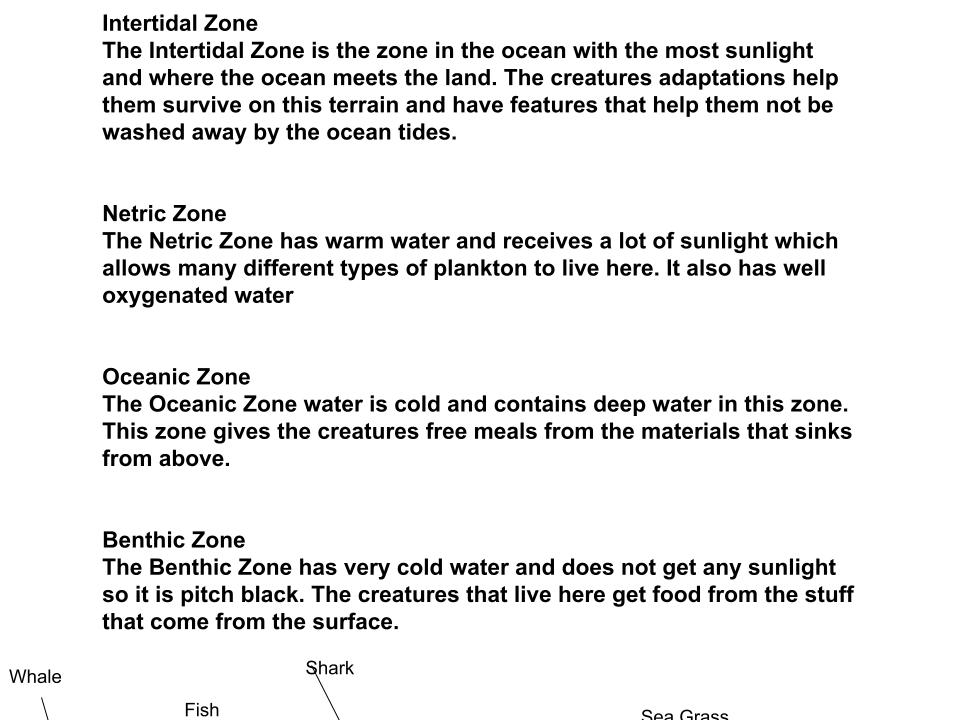 Intertidal Zone
The Intertidal Zone is the zone in the ocean with the most sunlight
and where the ocean meets the land. The creatures adaptations help
them survive on this terrain and have features that help them not be
washed away by the ocean tides.
Netric Zone
The Netric Zone has warm water and receives a lot of sunlight which
allows many different types of plankton to live here. It also has well
oxygenated water
Oceanic Zone
The Oceanic Zone water is cold and contains deep water in this zone.
This zone gives the creatures free meals from the materials that sinks
from above.
Benthic Zone
The Benthic Zone has very cold water and does not get any sunlight
so it is pitch black. The creatures that live here get food from the stuff
that come from the surface.
Shark
Whale
Fish
Sea Grass